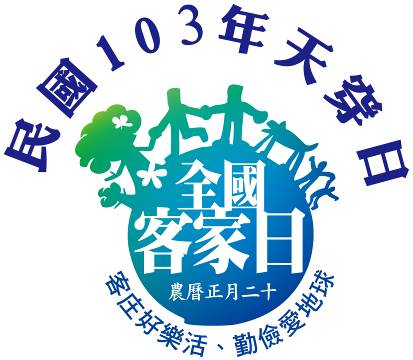 民國103年天穿日
全國
客家日
農曆正月二十
客庄好樂活、勤儉愛地球